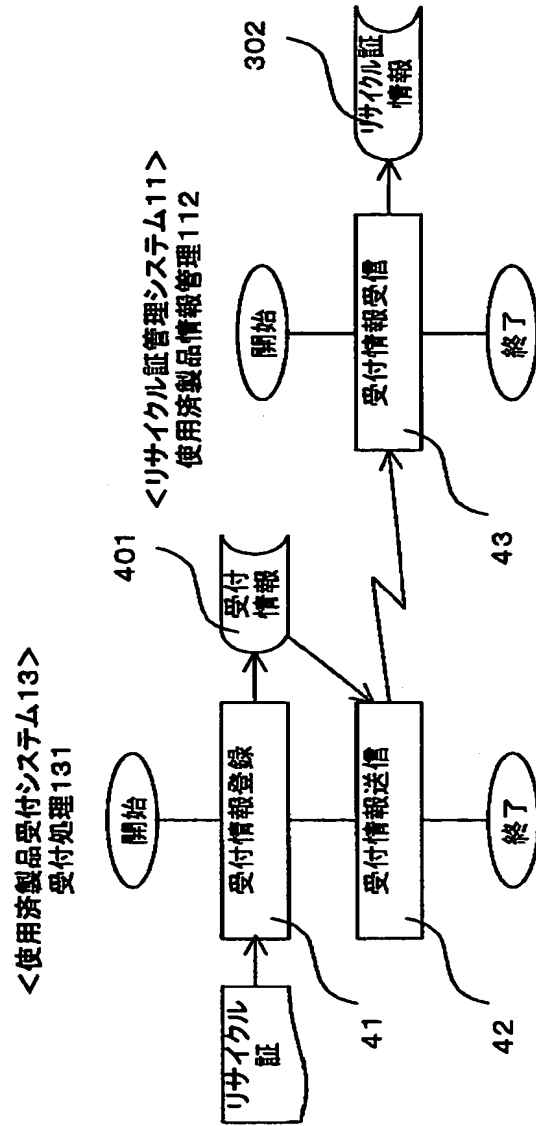 <使用済製品受付システム13>
受付処理131
開始
リサイクル
証
受付情報登録
41
受付
情報
401
受付情報送信
42
終了
<リサイクル証管理システム11>
使用済製品情報管理112
開始
受付情報受信
43
リサイクル証
情報
302
終了